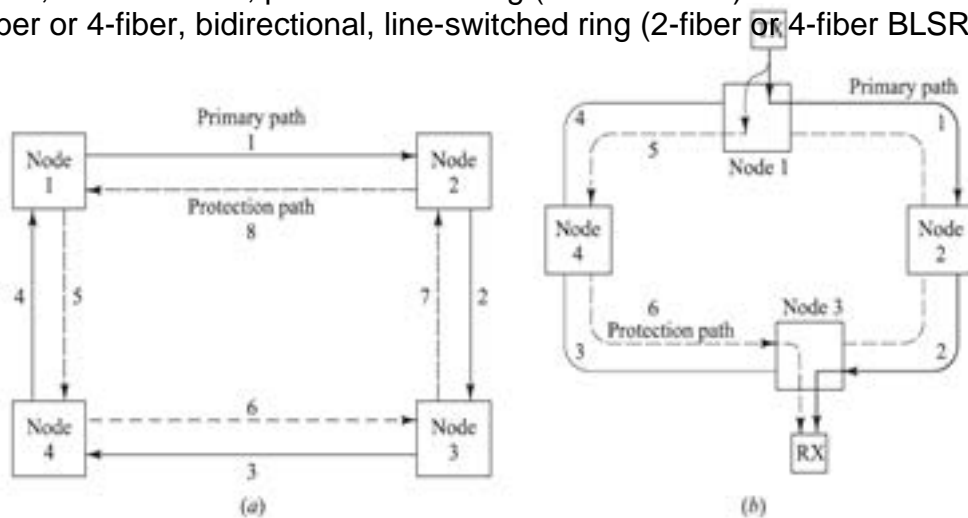 ber or 4-fiber, bidirectional, line-switched ring (2-fiber or 4-fiber BLSR
Primary path
1
Node
1
Node
2
Protection path
8
4
5
7
2
Node
4
6
3
Node
3
(a)
Primary path
4
1
5
Node 1
Node
4
Node
2
6
Node 3
Protection path
3
2
RX
(b)